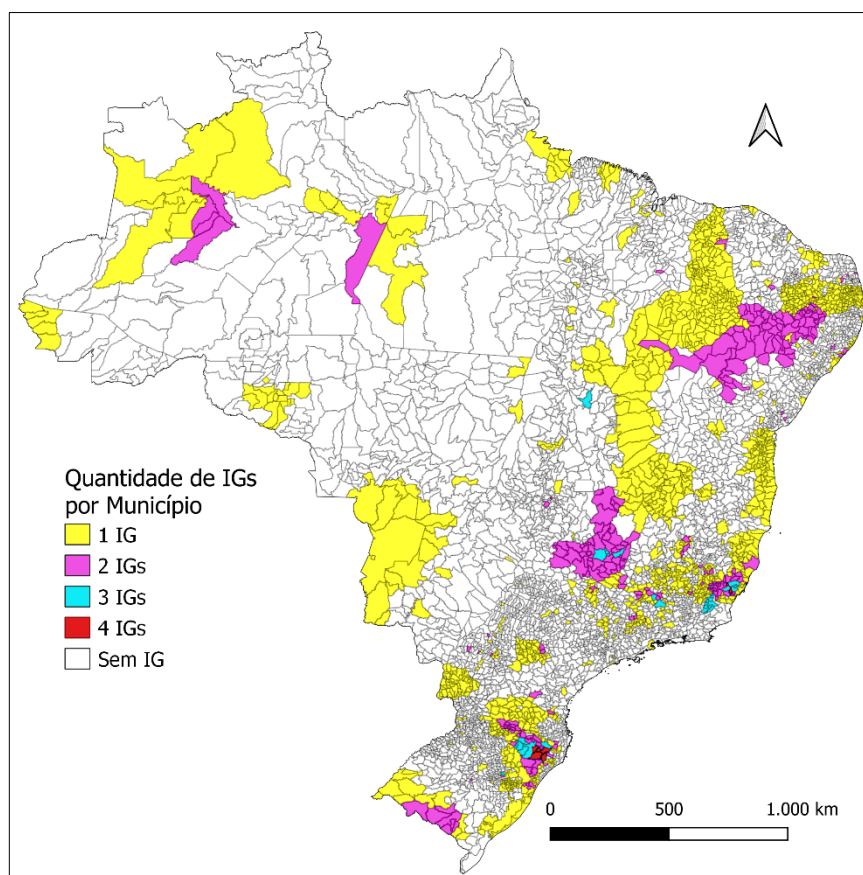 Quantidade de IGs
por Município
1 IG
2 IGs
3 IGs
4 IGs
Sem IG
0 500 1.000 km